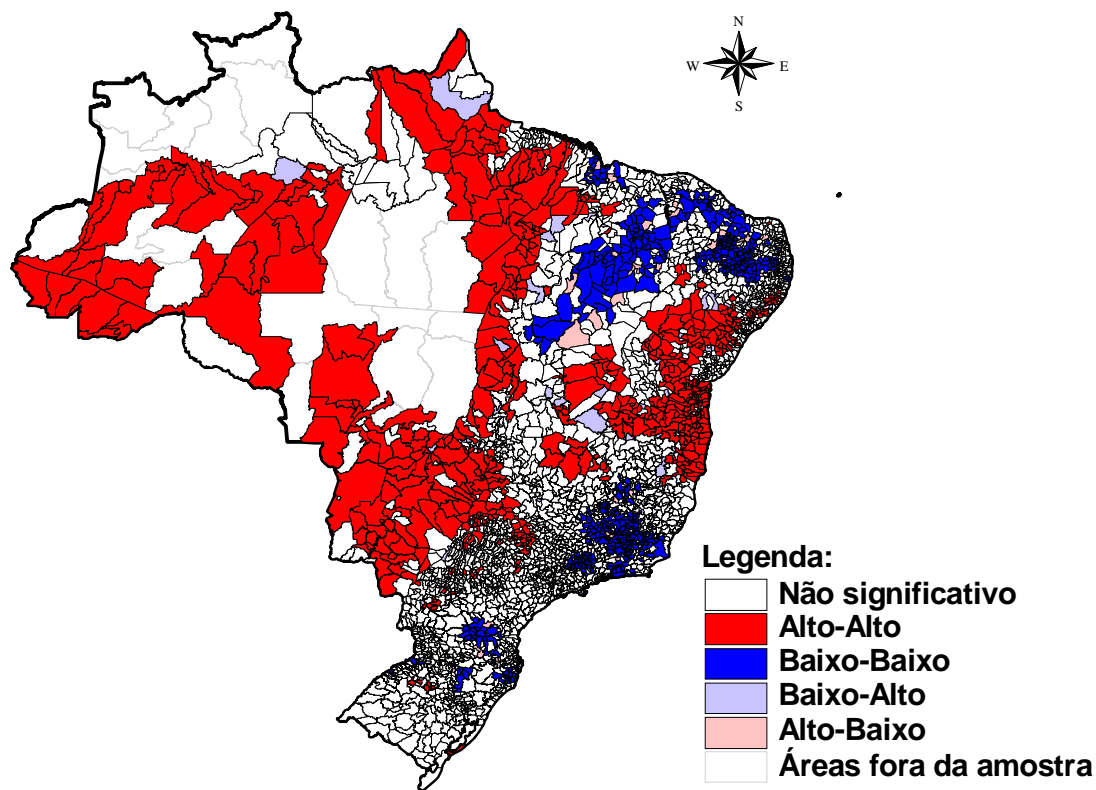 N
W E
S
Legenda:
Não significativo
Alto-Alto
Baixo-Baixo
Baixo-Alto
Alto-Baixo
Áreas fora da amostra